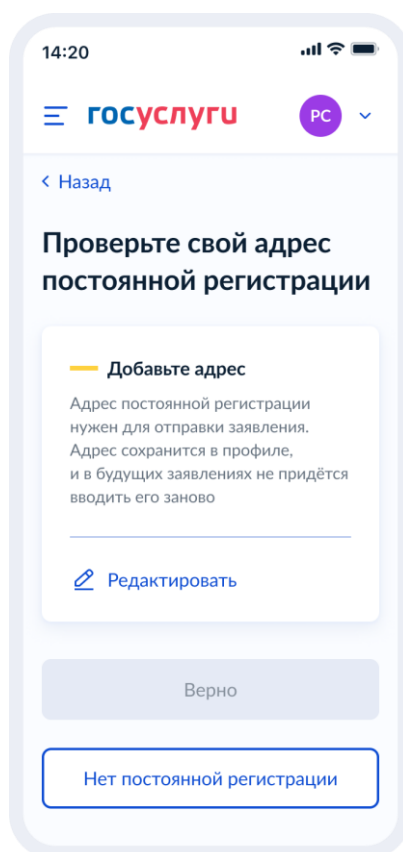 14:20
госуслуги
РС
Назад
Проверьте свой адрес
постоянной регистрации
Добавьте адрес
Адрес постоянной регистрации
нужен для отправки заявления.
Адрес сохранится в профиле,
и в будущих заявлениях не придётся
вводить его заново
Редактировать
Верно
Нет постоянной регистрации